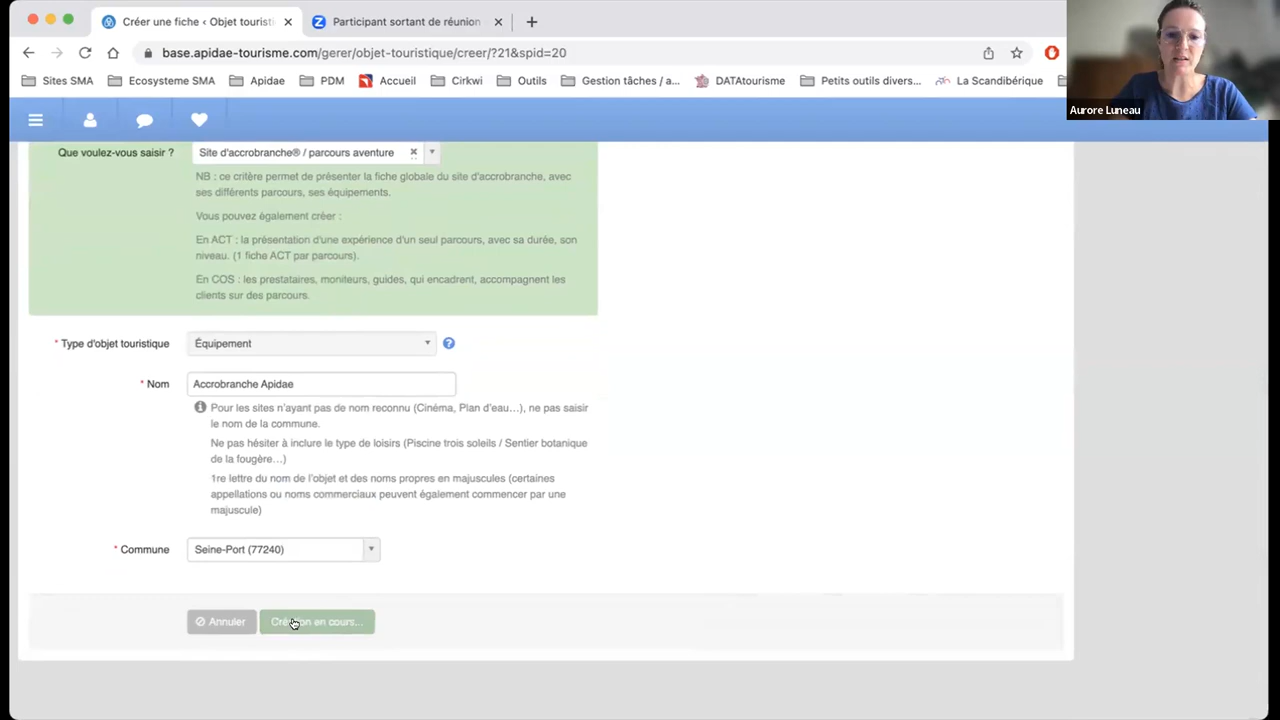 Créer une fiche ‹ Objet touristi
Participant sortant de réunion
base.apidae-tourisme.com/gerer/objet-touristique/creer/?21&spid=20
Sites SMA
Ecosysteme SMA
Apidae
PDM
Accueil
Cirkwi
Outils
Gestion tâches / a...
DATAtourisme
Petits outils divers...
La Scandibérique
Aurore Luneau
Que voulez-vous saisir ?
Site d'accrobranche® / parcours aventure
NB : ce critère permet de présenter la fiche globale du site d'accrobranche, avec
ses différents parcours, ses équipements.
Vous pouvez également créer :
En ACT : la présentation d'une expérience d'un seul parcours, avec sa durée, son
niveau. (1 fiche ACT par parcours).
En COS : les prestataires, moniteurs, guides, qui encadrent, accompagnent les
clients sur des parcours.
* Type d'objet touristique
Équipement
* Nom
Accrobranche Apidae
Pour les sites n'ayant pas de nom reconnu (Cinéma, Plan d'eau…), ne pas saisir
le nom de la commune.
Ne pas hésiter à inclure le type de loisirs (Piscine trois soleils / Sentier botanique
de la fougère…)
1re lettre du nom de l'objet et des noms propres en majuscules (certaines
appellations ou noms commerciaux peuvent également commencer par une
majuscule)
* Commune
Seine-Port (77240)
Annuler
Création en cours...